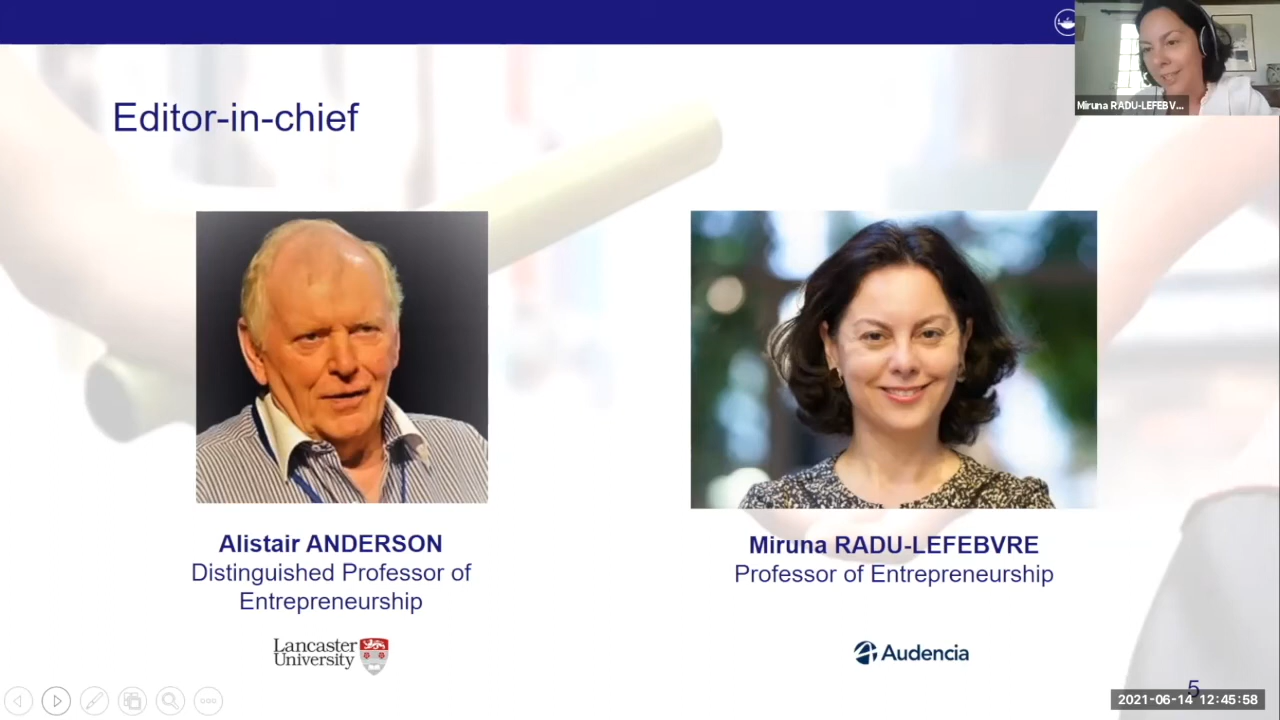 Miruna RADU-LEFEBV...
Editor-in-chief
Alistair ANDERSON
Distinguished Professor of
Entrepreneurship
Lancaster
University
Miruna RADU-LEFEBVRE
Professor of Entrepreneurship
Audencia
5
2021-06-14 12:45:58